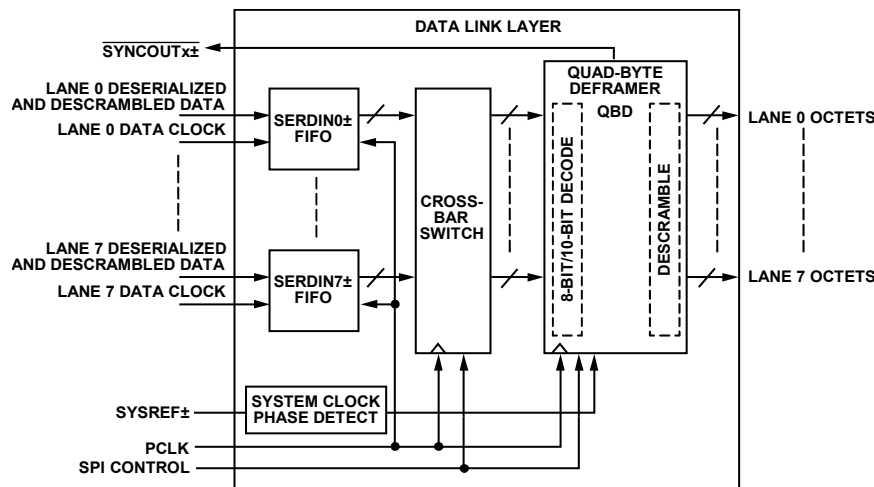 DATA LINK LAYER
SYNCOUTx±
QUAD-BYTE
DEFRAMER
QBD
LANE 0 DESERIALIZED
AND DESCRAMBLED DATA
LANE 0 DATA CLOCK
SERDIN0±
FIFO
LANE 0 OCTETS
CROSS-
BAR
SWITCH
8-BIT/10-BIT DECODE
DESCRAMBLE
LANE 7 DESERIALIZED
AND DESCRAMBLED DATA
LANE 7 DATA CLOCK
SERDIN7±
FIFO
LANE 7 OCTETS
SYSREF±
SYSTEM CLOCK
PHASE DETECT
PCLK
SPI CONTROL